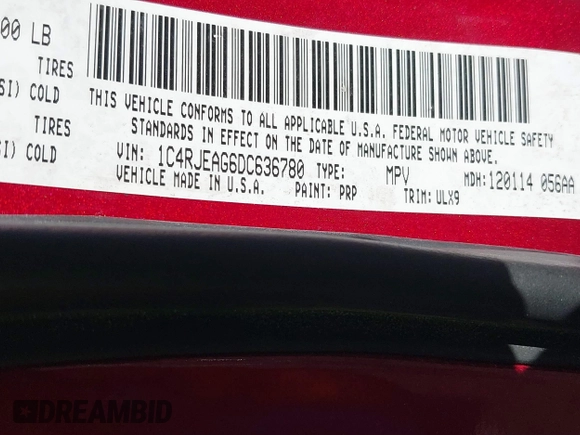 00 LB
TIRES
SI) COLD
TIRES
SI) COLD
THIS VEHICLE CONFORMS TO ALL APPLICABLE U.S.A. FEDERAL MOTOR VEHICLE SAFETY
STANDARDS IN EFFECT ON THE DATE OF MANUFACTURE SHOWN ABOVE.
VIN: 1C4RJEAG6DC636780 TYPE: MPV MDH: 120114 056AA
VEHICLE MADE IN U.S.A. PAINT: PRP TRIM: ULX9
DREAMBID